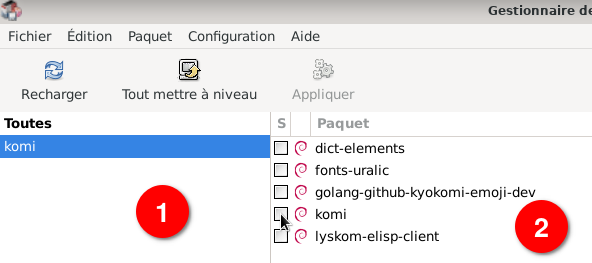 Gestionnaire de
Fichier Édition Paquet Configuration Aide
Recharger Tout mettre à niveau Appliquer
Toutes S Paquet
komi
dict-elements
fonts-uralic
golang-github-kyokomi-emoji-dev
komi
lyskom-elisp-client
1
2